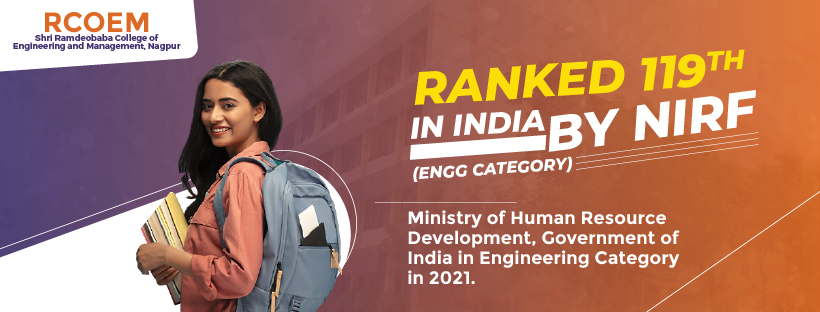 RCOEM
Shri Ramdeobaba College of
Engineering and Management, Nagpur
RANKED 119TH
IN INDIA BY NIRF
(ENGG CATEGORY)
Ministry of Human Resource
Development, Government of
India in Engineering Category
in 2021.